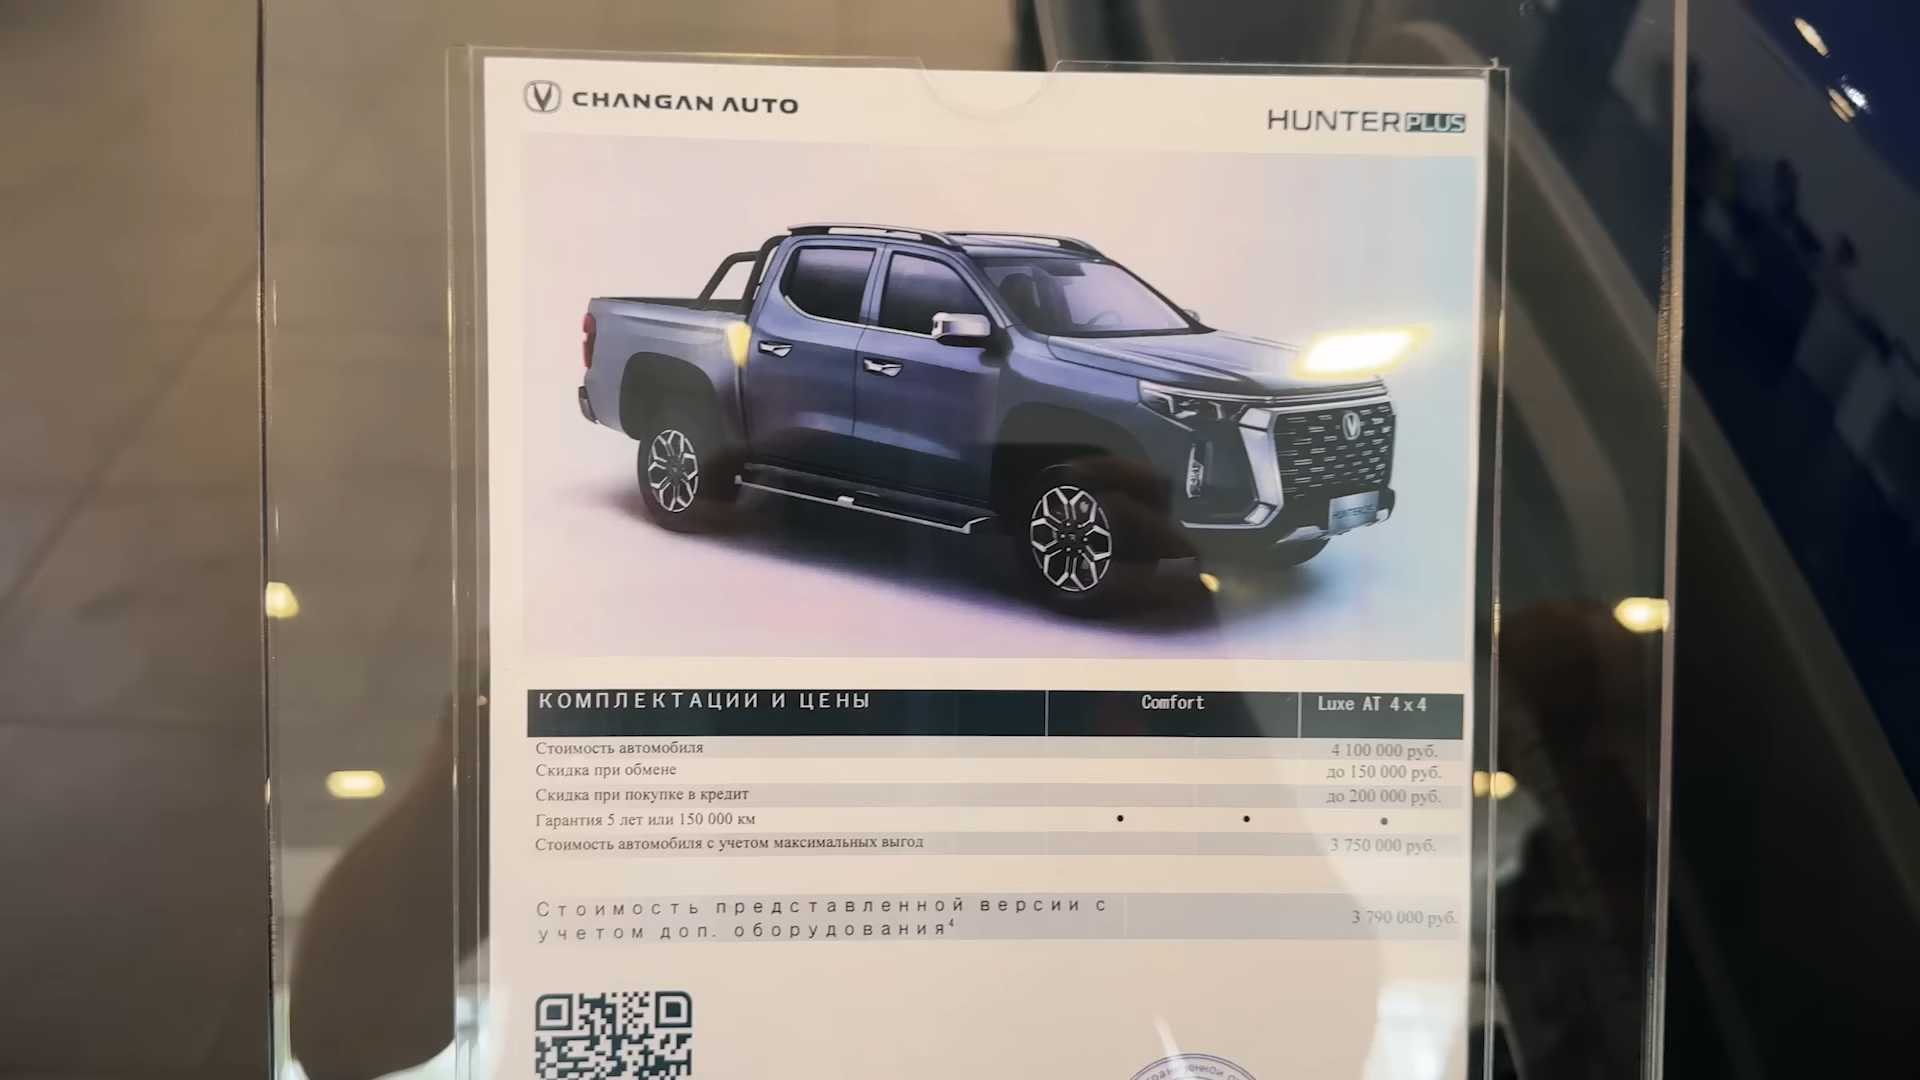 CHANGAN AUTO
HUNTER PLUS
КОМПЛЕКТАЦИИ И ЦЕНЫ Comfort Luxe AT 4x4
Стоимость автомобиля 4 100 000 руб.
Скидка при обмене до 150 000 руб.
Скидка при покупке в кредит до 200 000 руб.
Гарантия 5 лет или 150 000 км • • •
Стоимость автомобиля с учетом максимальных выгод 3 750 000 руб.
Стоимость представленной версии с
учетом доп. оборудования⁴ 3 790 000 руб.